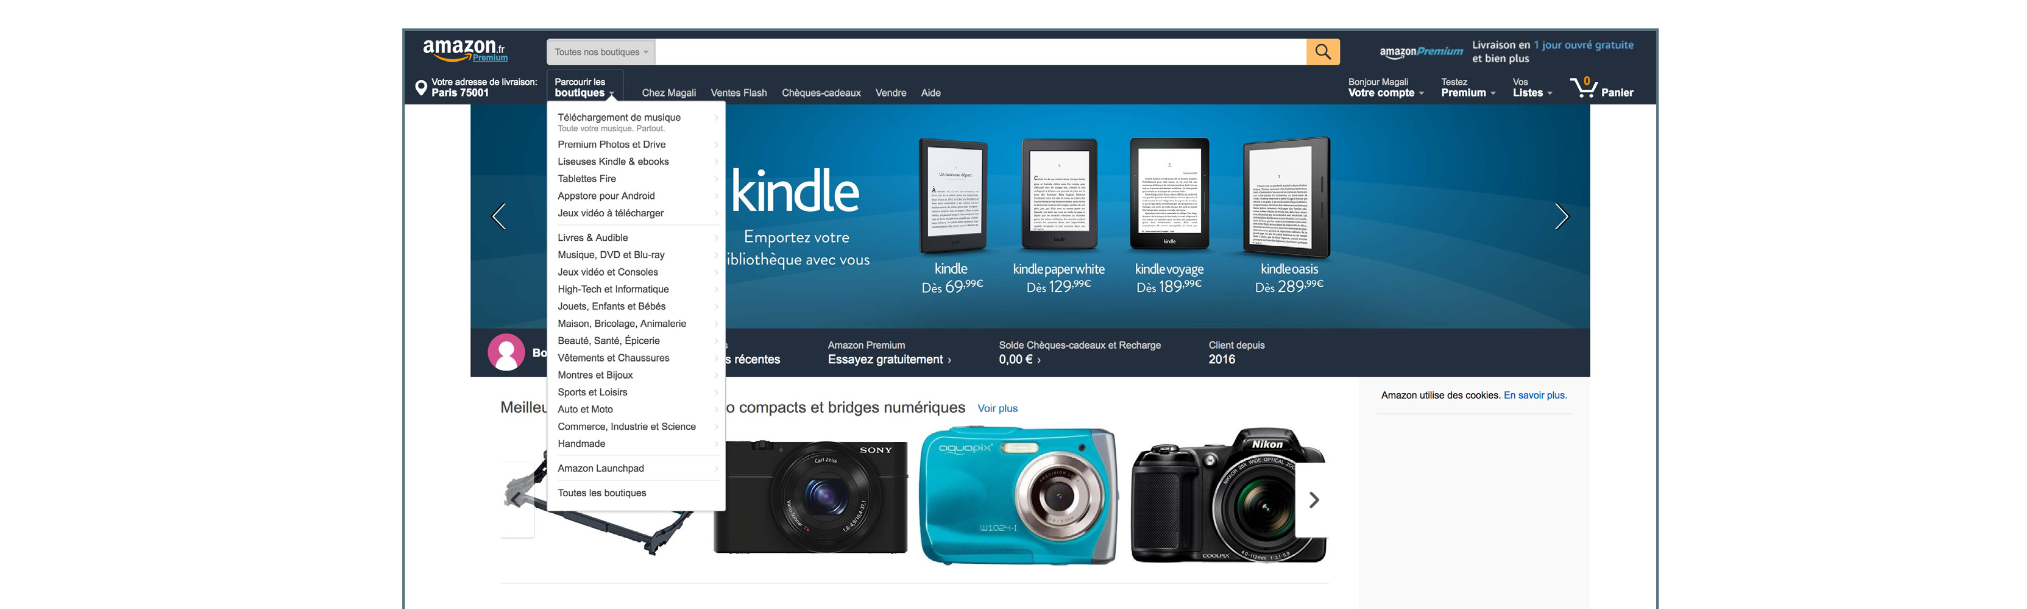 amazon.fr
Premium
Toutes nos boutiques
amazonPremium
Livraison en 1 jour ouvré gratuite
et bien plus
Votre adresse de livraison:
Paris 75001
Parcourir les
boutiques
Chez Magali
Ventes Flash
Chèques-cadeaux
Vendre
Aide
Bonjour Magali
Votre compte
Testez
Premium
Vos
Listes
0
Panier
Téléchargement de musique
Toute votre musique. Partout.
Premium Photos et Drive
Liseuses Kindle & ebooks
Tablettes Fire
Appstore pour Android
Jeux vidéo à télécharger
Livres & Audible
Musique, DVD et Blu-ray
Jeux vidéo et Consoles
High-Tech et Informatique
Jouets, Enfants et Bébés
Maison, Bricolage, Animalerie
Beauté, Santé, Épicerie
Vêtements et Chaussures
Montres et Bijoux
Sports et Loisirs
Auto et Moto
Commerce, Industrie et Science
Handmade
Amazon Launchpad
Toutes les boutiques
kindle
Emportez votre
ibliothèque avec vous
kindle
kindle
Dès 69,99€
kindle paperwhite
Dès 129,99€
kindle voyage
Dès 189,99€
kindle oasis
Dès 289,99€
Bo
s récentes
Amazon Premium
Essayez gratuitement ›
Solde Chèques-cadeaux et Recharge
0,00 € ›
Client depuis
2016
Amazon utilise des cookies. En savoir plus.
Meilleu
o compacts et bridges numériques Voir plus
SONY
Carl Zeiss
aquapix
W1024-I
Nikon
COOLPIX